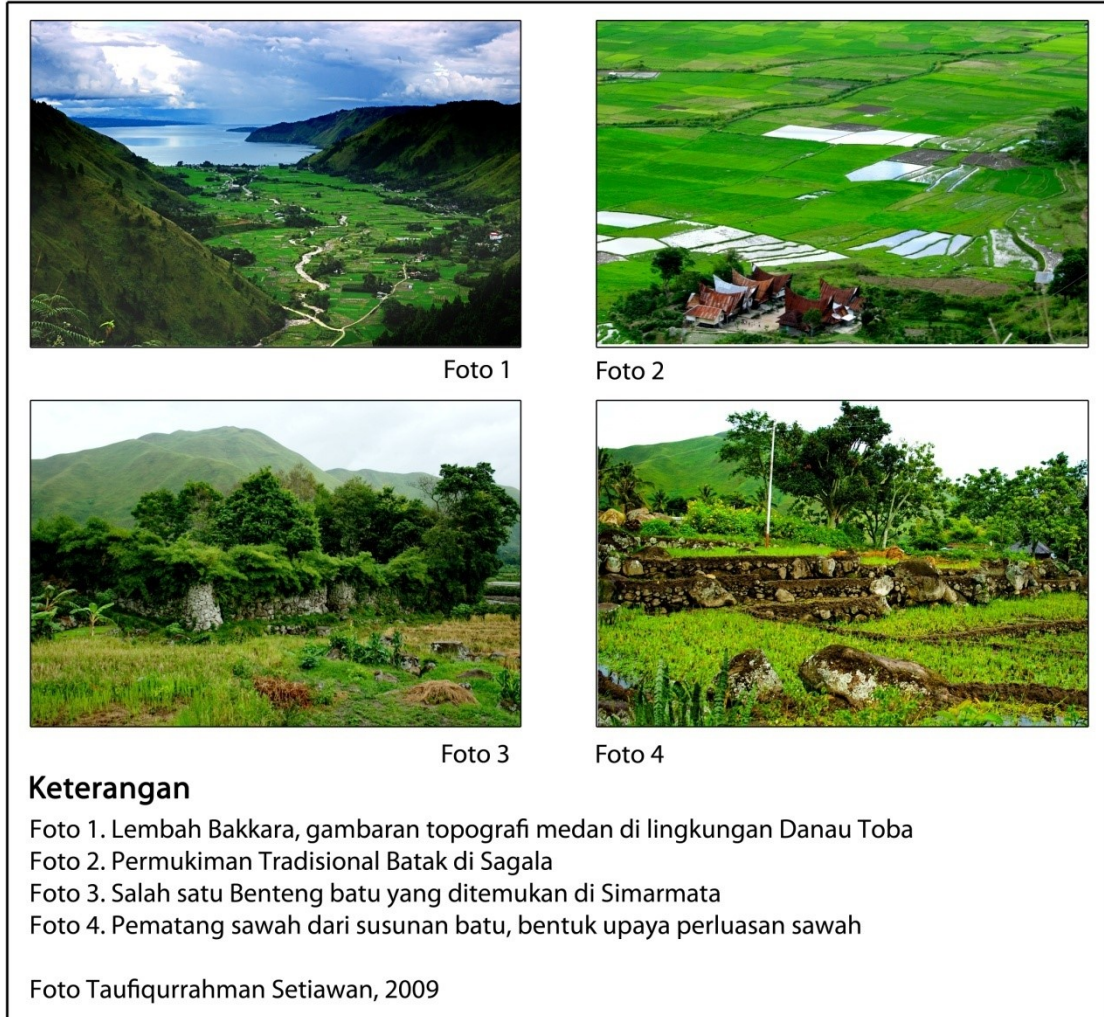 Foto 1
Foto 2
Foto 3
Foto 4
Keterangan
Foto 1. Lembah Bakkara, gambaran topografi medan di lingkungan Danau Toba
Foto 2. Permukiman Tradisional Batak di Sagala
Foto 3. Salah satu Benteng batu yang ditemukan di Simarmata
Foto 4. Pematang sawah dari susunan batu, bentuk upaya perluasan sawah
Foto Taufiqurrahman Setiawan, 2009